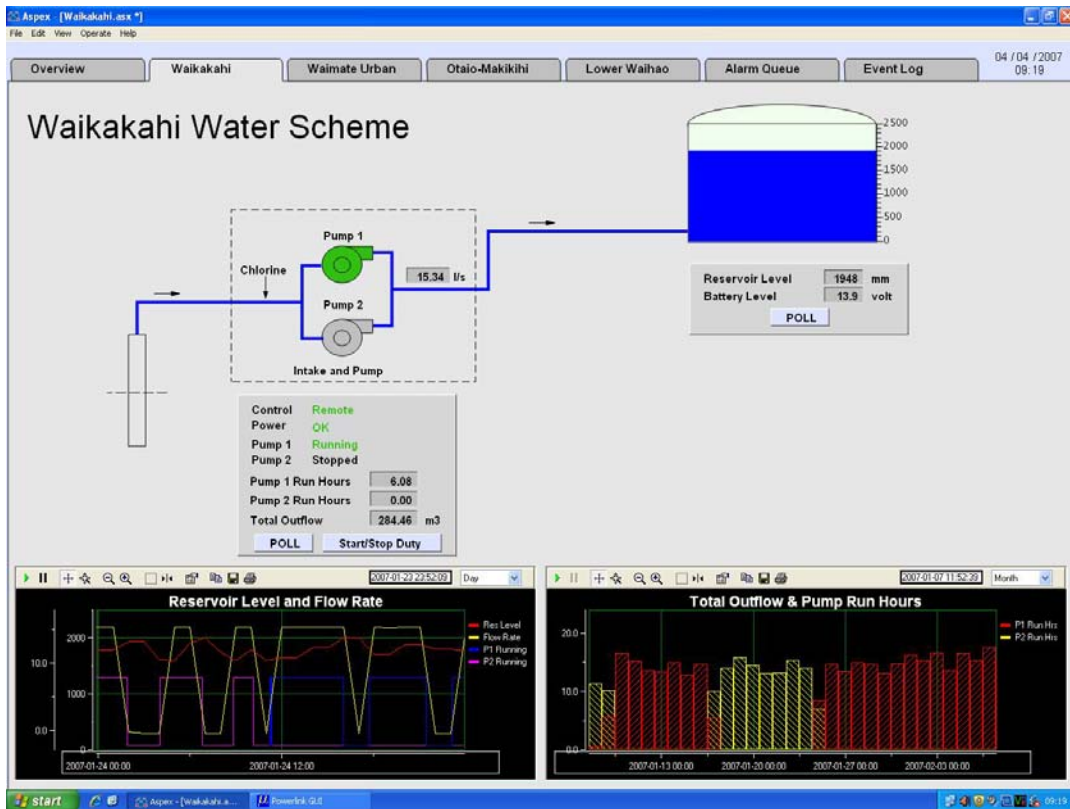 Aspex - [Waikakahi.asx *]
File Edit View Operate Help
Overview Waikakahi Waimate Urban Otaio-Makikihi Lower Waihao Alarm Queue Event Log
04 / 04 / 2007
09:19
Waikakahi Water Scheme
2500
2000
1500
1000
500
0
Pump 1
Chlorine
15.34 l/s
Pump 2
Intake and Pump
Reservoir Level 1948 mm
Battery Level 13.9 volt
POLL
Control Remote
Power OK
Pump 1 Running
Pump 2 Stopped
Pump 1 Run Hours 6.08
Pump 2 Run Hours 0.00
Total Outflow 284.46 m3
POLL Start/Stop Duty
2007-01-23 23:52:09 Day
Reservoir Level and Flow Rate
Res Level
Flow Rate
P1 Running
P2 Running
2000
10.0
1000
0.0
0
2007-01-24 00:00 2007-01-24 12:00
2007-01-07 11:52:39 Month
Total Outflow & Pump Run Hours
P1 Run Hrs
P2 Run Hrs
20.0
10.0
0.0
2007-01-13 00:00 2007-01-20 00:00 2007-01-27 00:00 2007-02-03 00:00
start Aspex - [Waikakahi.a... Powerlink GUI 09:19